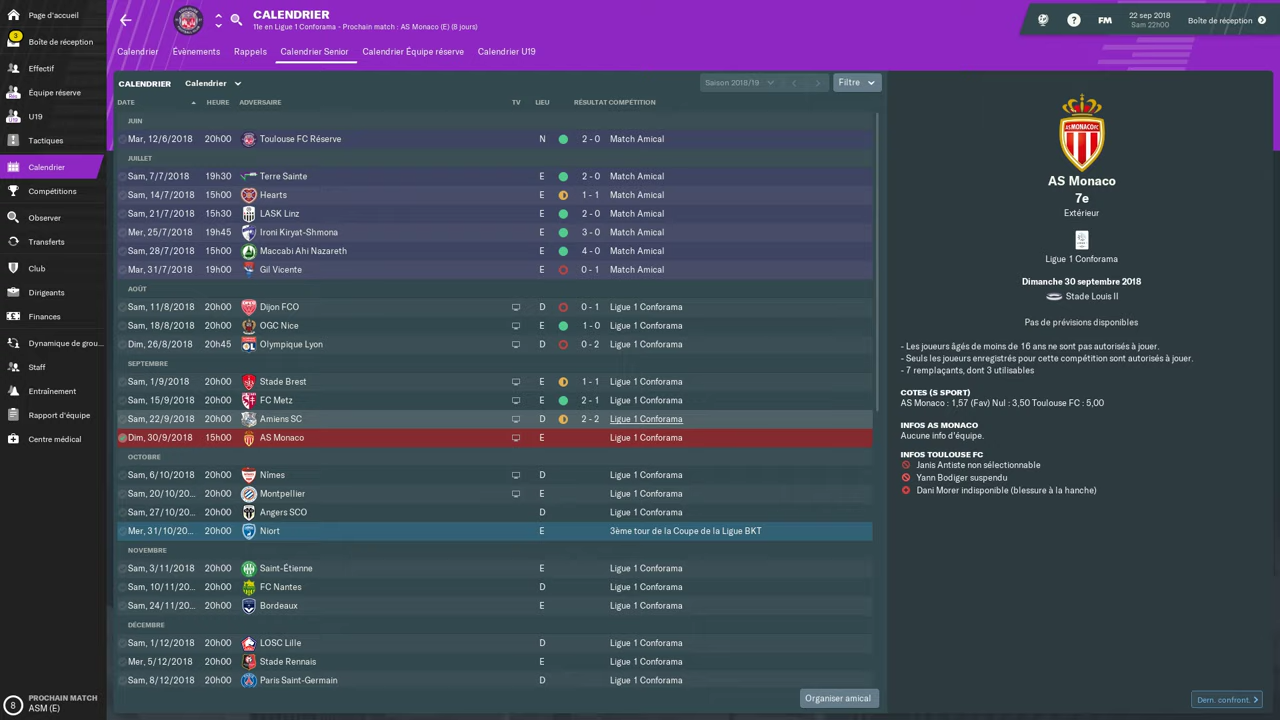 Page d'accueil
3
Boîte de réception
Effectif
Équipe réserve
U19
Tactiques
Calendrier
Compétitions
Observer
Transferts
Club
Dirigeants
Finances
Dynamique de grou...
Staff
Entraînement
Rapport d'équipe
Centre médical
8
PROCHAIN MATCH
ASM (E)
CALENDRIER
11e en Ligue 1 Conforama - Prochain match : AS Monaco (E) (8 jours)
? FM
22 sep 2018
Sam 22h00
Boîte de réception
Calendrier Évènements Rappels Calendrier Senior Calendrier Équipe réserve Calendrier U19
CALENDRIER Calendrier Saison 2018/19 Filtre
DATE HEURE ADVERSAIRE TV LIEU RÉSULTAT COMPÉTITION
JUIN
Mar, 12/6/2018 20h00 Toulouse FC Réserve N 2 - 0 Match Amical
JUILLET
Sam, 7/7/2018 19h30 Terre Sainte E 2 - 0 Match Amical
Sam, 14/7/2018 15h00 Hearts E 1 - 1 Match Amical
Sam, 21/7/2018 15h30 LASK Linz E 2 - 0 Match Amical
Mer, 25/7/2018 19h45 Ironi Kiryat-Shmona E 3 - 0 Match Amical
Sam, 28/7/2018 15h00 Maccabi Ahi Nazareth E 4 - 0 Match Amical
Mar, 31/7/2018 19h00 Gil Vicente E 0 - 1 Match Amical
AOÛT
Sam, 11/8/2018 20h00 Dijon FCO D 0 - 1 Ligue 1 Conforama
Sam, 18/8/2018 20h00 OGC Nice E 1 - 0 Ligue 1 Conforama
Dim, 26/8/2018 20h45 Olympique Lyon D 0 - 2 Ligue 1 Conforama
SEPTEMBRE
Sam, 1/9/2018 20h00 Stade Brest E 1 - 1 Ligue 1 Conforama
Sam, 15/9/2018 20h00 FC Metz E 2 - 1 Ligue 1 Conforama
Sam, 22/9/2018 20h00 Amiens SC D 2 - 2 Ligue 1 Conforama
Dim, 30/9/2018 15h00 AS Monaco E Ligue 1 Conforama
OCTOBRE
Sam, 6/10/2018 20h00 Nîmes D Ligue 1 Conforama
Sam, 20/10/20... 20h00 Montpellier E Ligue 1 Conforama
Sam, 27/10/20... 20h00 Angers SCO D Ligue 1 Conforama
Mer, 31/10/20... 20h00 Niort E 3ème tour de la Coupe de la Ligue BKT
NOVEMBRE
Sam, 3/11/2018 20h00 Saint-Étienne E Ligue 1 Conforama
Sam, 10/11/20... 20h00 FC Nantes D Ligue 1 Conforama
Sam, 24/11/20... 20h00 Bordeaux E Ligue 1 Conforama
DÉCEMBRE
Sam, 1/12/2018 20h00 LOSC Lille D Ligue 1 Conforama
Mer, 5/12/2018 20h00 Stade Rennais E Ligue 1 Conforama
Sam, 8/12/2018 20h00 Paris Saint-Germain D Ligue 1 Conforama
Organiser amical
AS Monaco
7e
Extérieur
Ligue 1 Conforama
Dimanche 30 septembre 2018
Stade Louis II
Pas de prévisions disponibles
- Les joueurs âgés de moins de 16 ans ne sont pas autorisés à jouer.
- Seuls les joueurs enregistrés pour cette compétition sont autorisés à jouer.
- 7 remplaçants, dont 3 utilisables
COTES (S SPORT)
AS Monaco : 1,57 (Fav) Nul : 3,50 Toulouse FC : 5,00
INFOS AS MONACO
Aucune info d'équipe.
INFOS TOULOUSE FC
Janis Antiste non sélectionnable
Yann Bodiger suspendu
Dani Morer indisponible (blessure à la hanche)
Dern. confront.